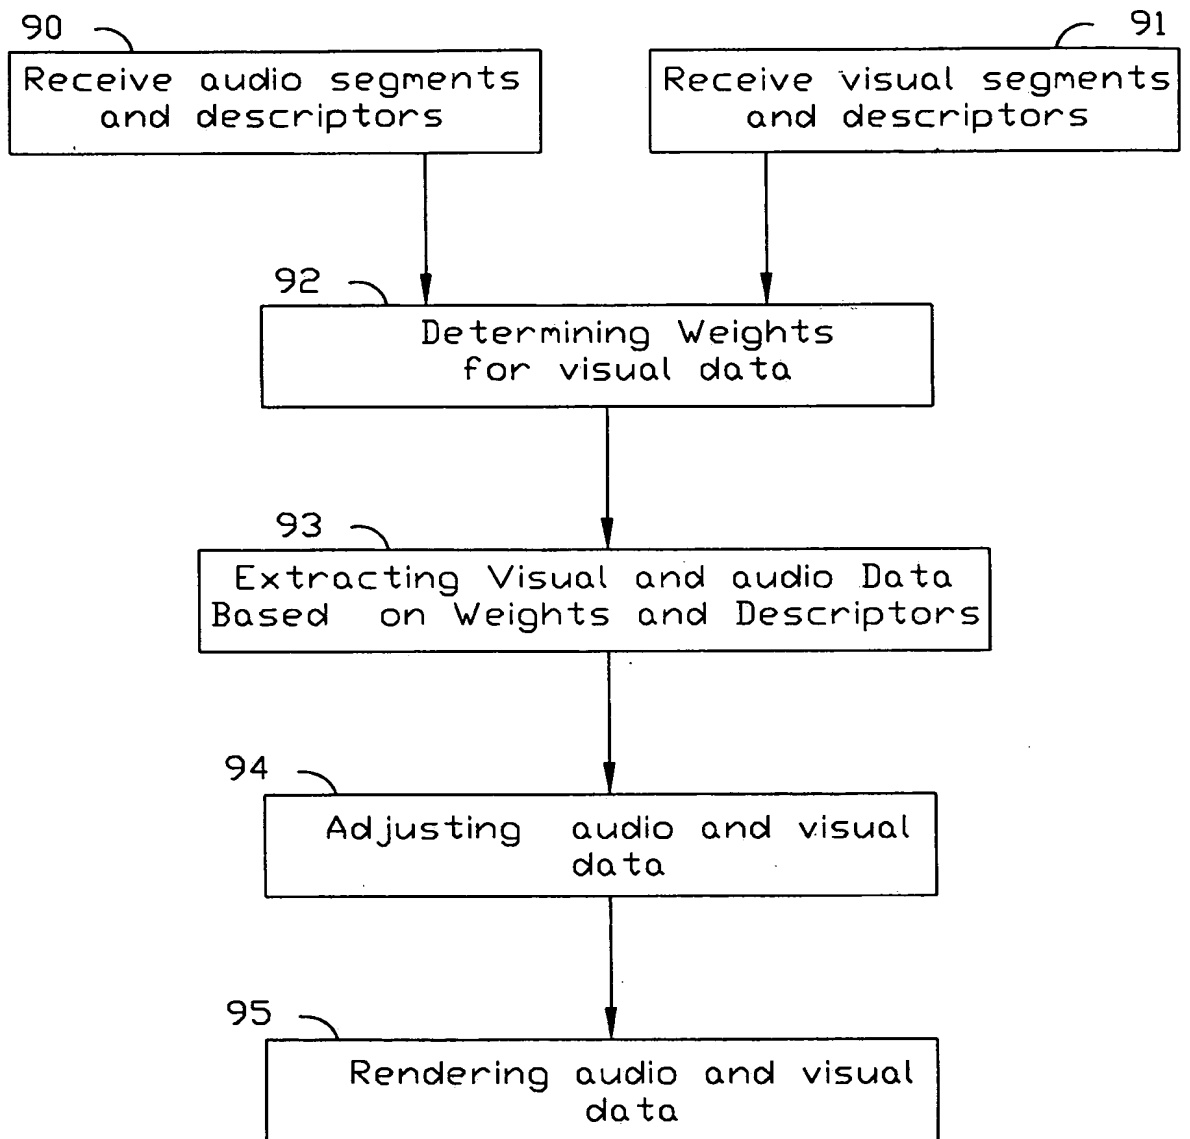 90
91
Receive audio segments
and descriptors
Receive visual segments
and descriptors
92
Determining Weights
for visual data
93
Extracting Visual and audio Data
Based on Weights and Descriptors
94
Adjusting audio and visual
data
95
Rendering audio and visual
data